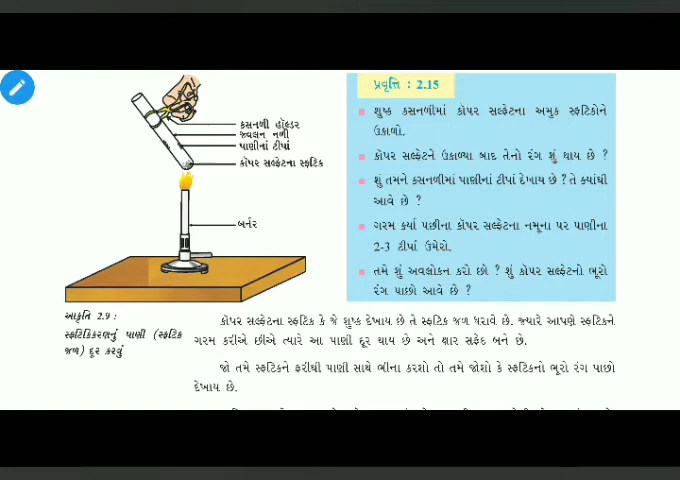 પ્રવૃત્તિ : 2.15
શુષ્ક કસનળીમાં કૉપર સલ્ફેટના અમુક સ્ફટિકોને
ઉકાળો.
કૉપર સલ્ફેટને ઉકાળ્યા બાદ તેનો રંગ શું થાય છે ?
શું તમને કસનળીમાં પાણીનાં ટીપાં દેખાય છે ? તે ક્યાંથી
આવે છે ?
ગરમ કર્યા પછીના કૉપર સલ્ફેટના નમૂના પર પાણીના
2-3 ટીપાં ઉમેરો.
તમે શું અવલોકન કરો છો ? શું કૉપર સલ્ફેટનો ભૂરો
રંગ પાછો આવે છે ?
કસનળી હૉલ્ડર
જ્વલન નળી
પાણીનાં ટીપાં
કૉપર સલ્ફેટના સ્ફટિક
બર્નર
આકૃતિ 2.9 :
સ્ફટિકિકરણનું પાણી (સ્ફટિક
જળ) દૂર કરવું
કૉપર સલ્ફેટના સ્ફટિક કે જે શુષ્ક દેખાય છે તે સ્ફટિક જળ ધરાવે છે. જ્યારે આપણે સ્ફટિકને
ગરમ કરીએ છીએ ત્યારે આ પાણી દૂર થાય છે અને ક્ષાર સફેદ બને છે.
જો તમે સ્ફટિકને ફરીથી પાણી સાથે ભીના કરશો તો તમે જોશો કે સ્ફટિકનો ભૂરો રંગ પાછો
દેખાય છે.